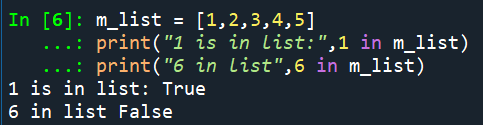 In [6]: m_list = [1,2,3,4,5]
...: print("1 is in list:",1 in m_list)
...: print("6 in list",6 in m_list)
1 is in list: True
6 in list False